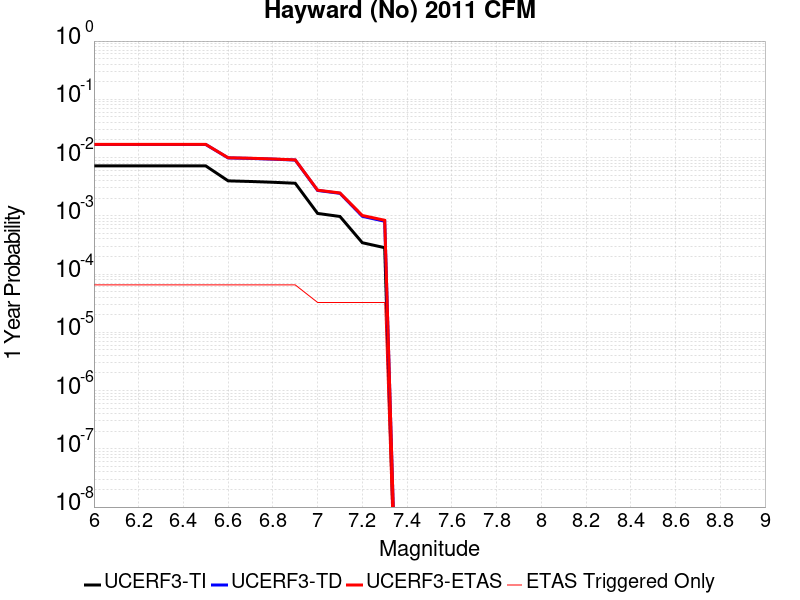 Hayward (No) 2011 CFM
10^0
10^-1
10^-2
10^-3
10^-4
10^-5
10^-6
10^-7
10^-8
1 Year Probability
6 6.2 6.4 6.6 6.8 7 7.2 7.4 7.6 7.8 8 8.2 8.4 8.6 8.8 9
Magnitude
UCERF3-TI UCERF3-TD UCERF3-ETAS ETAS Triggered Only